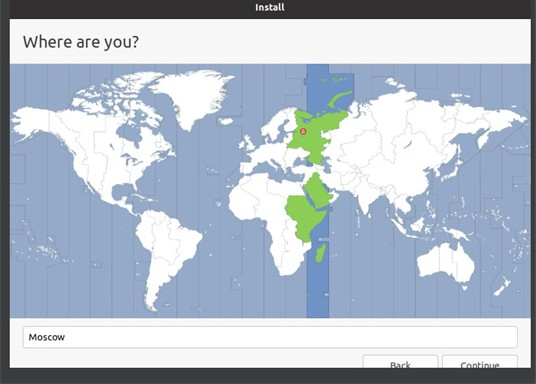 Install
Where are you?
Moscow
Back
Continue